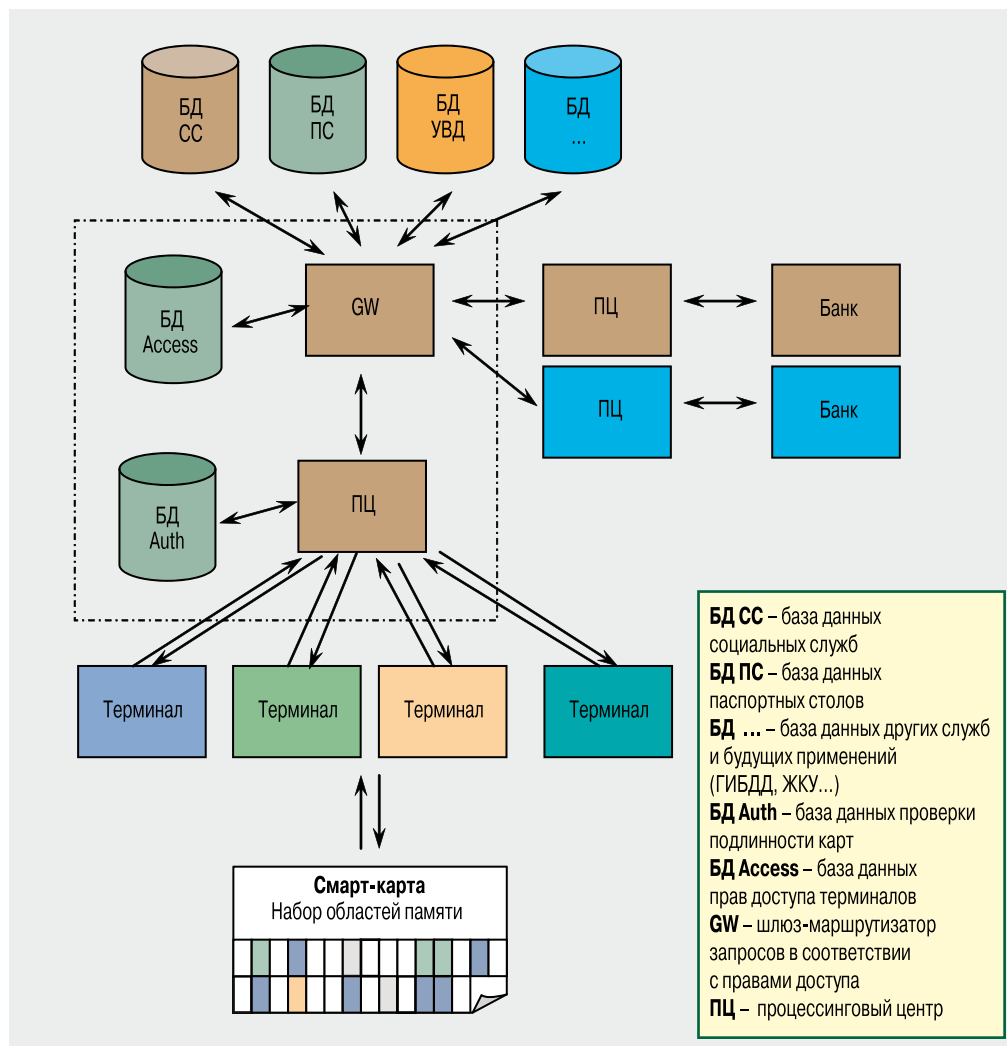 БД
СС
БД
ПС
БД
УВД
БД
...
БД
Access
GW
ПЦ
Банк
ПЦ
Банк
БД
Auth
ПЦ
Терминал
Терминал
Терминал
Терминал
Смарт-карта
Набор областей памяти
БД СС – база данных
социальных служб
БД ПС – база данных
паспортных столов
БД ... – база данных других служб
и будущих применений
(ГИБДД, ЖКУ...)
БД Auth – база данных проверки
подлинности карт
БД Access – база данных
прав доступа терминалов
GW – шлюз-маршрутизатор
запросов в соответствии
с правами доступа
ПЦ – процессинговый центр